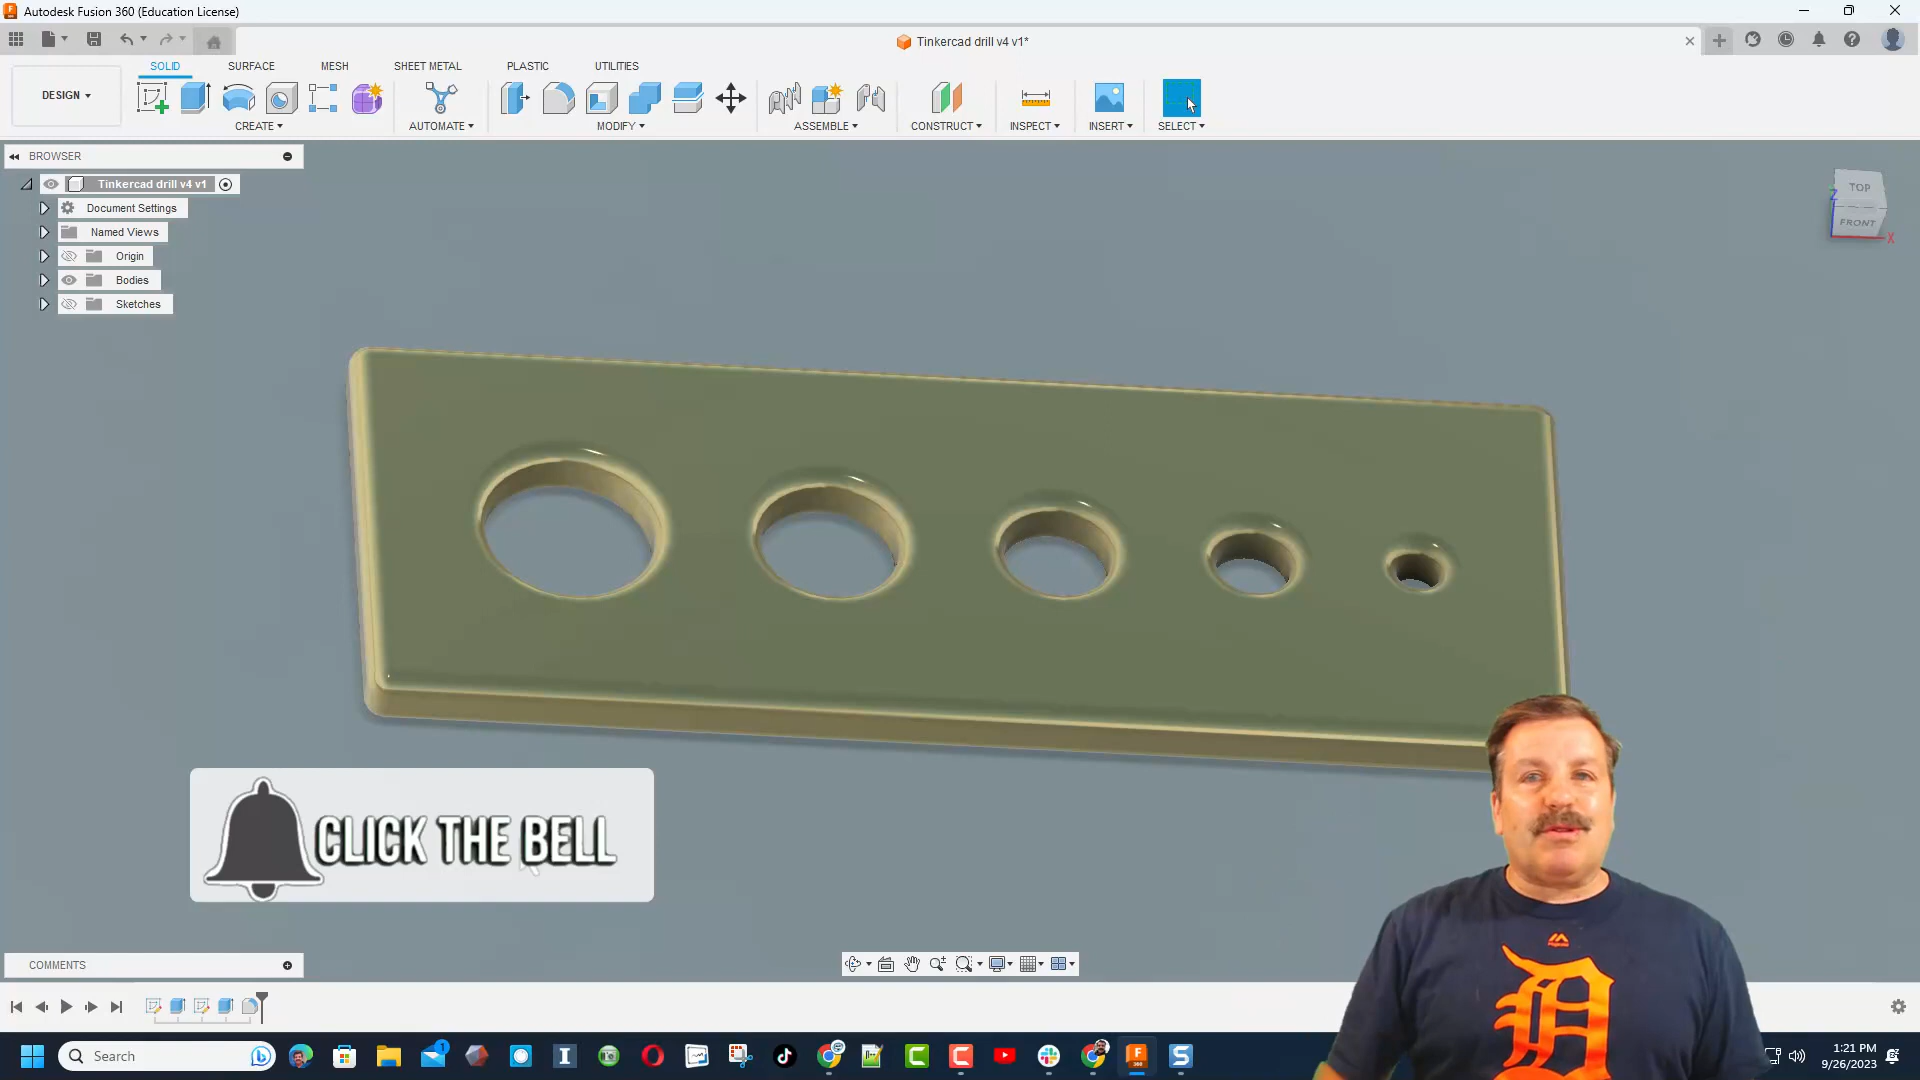 Autodesk Fusion 360 (Education License)
Tinkercad drill v4 v1*
DESIGN
SOLID
SURFACE
MESH
SHEET METAL
PLASTIC
UTILITIES
CREATE
AUTOMATE
MODIFY
ASSEMBLE
CONSTRUCT
INSPECT
INSERT
SELECT
BROWSER
Tinkercad drill v4 v1
Document Settings
Named Views
Origin
Bodies
Sketches
TOP
FRONT
Z
X
CLICK THE BELL
COMMENTS
Search
1:21 PM
9/26/2023